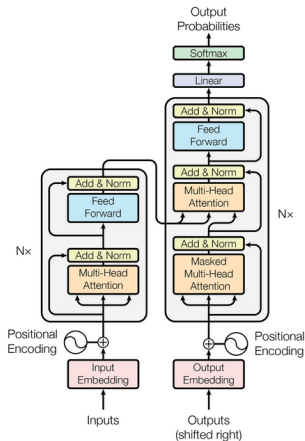 Output
Probabilities
Softmax
Linear
Add & Norm
Feed
Forward
Add & Norm
Multi-Head
Attention
Add & Norm
Masked
Multi-Head
Attention
N×
Positional
Encoding
Output
Embedding
Outputs
(shifted right)
Add & Norm
Feed
Forward
Add & Norm
Multi-Head
Attention
N×
Positional
Encoding
Input
Embedding
Inputs